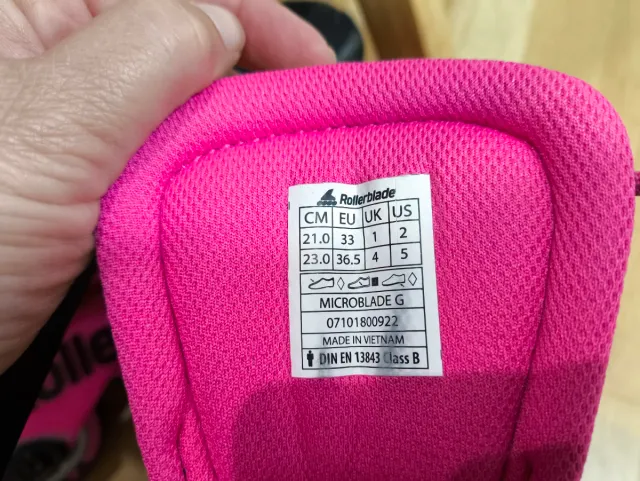 Rollerblade
CM EU UK US
21.0 33 1 2
23.0 36.5 4 5
MICROBLADE G
07101800922
MADE IN VIETNAM
DIN EN 13843 Class B
olle